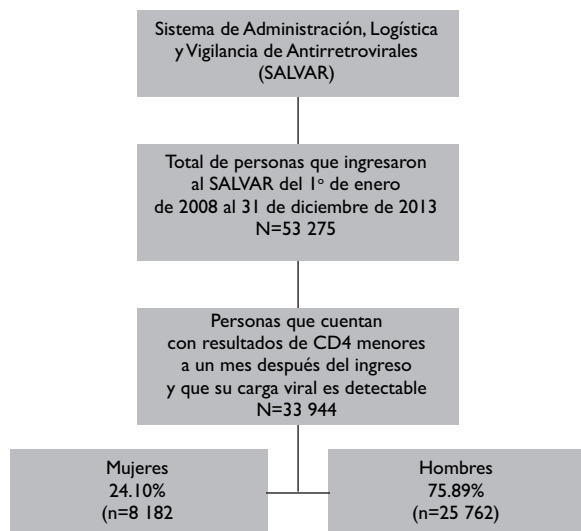 Sistema de Administración, Logística
y Vigilancia de Antirretrovirales
(SALVAR)
Total de personas que ingresaron
al SALVAR del 1º de enero
de 2008 al 31 de diciembre de 2013
N=53 275
Personas que cuentan
con resultados de CD4 menores
a un mes después del ingreso
y que su carga viral es detectable
N=33 944
Mujeres
24.10%
(n=8 182
Hombres
75.89%
(n=25 762)